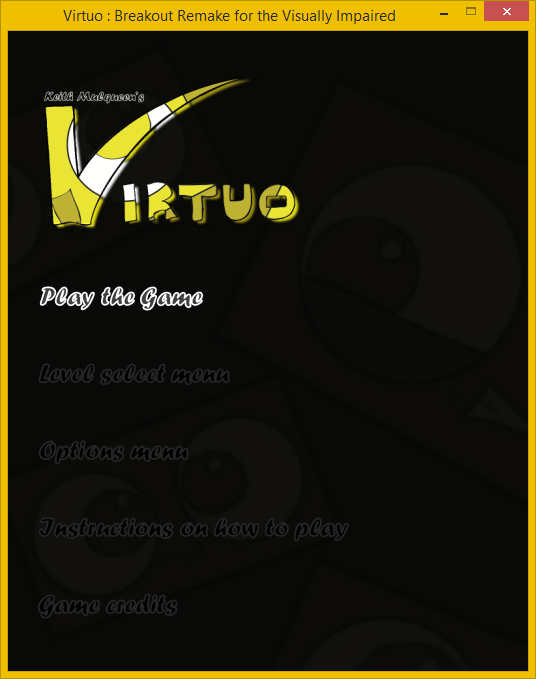 Virtuo : Breakout Remake for the Visually Impaired
Keith Mulqueen's
VIRTUO
Play the Game
Level select menu
Options menu
Instructions on how to play
Game credits